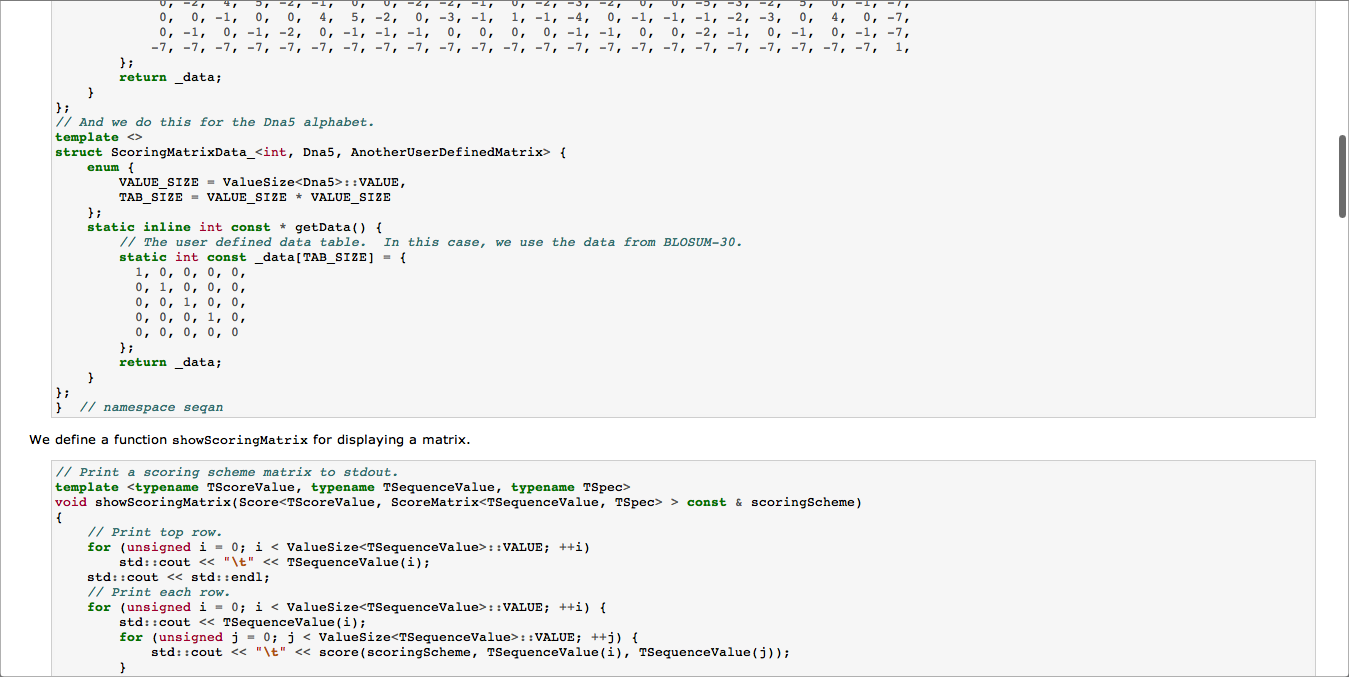 0, -2, 4, 5, -2, -1, 0, 0, -2, -2, -1, 0, -2, -3, -2, 0, 0, -5, -3, -2, 5, 0, -1, -7,
0, 0, -1, 0, 0, 4, 5, -2, 0, -3, -1, 1, -1, -4, 0, -1, -1, -1, -2, -3, 0, 4, 0, -7,
0, -1, 0, -1, -2, 0, -1, -1, -1, 0, 0, 0, 0, -1, -1, 0, 0, -2, -1, 0, -1, 0, -1, -7,
-7, -7, -7, -7, -7, -7, -7, -7, -7, -7, -7, -7, -7, -7, -7, -7, -7, -7, -7, -7, -7, -7, -7, 1,
};
return _data;
}
};
// And we do this for the Dna5 alphabet.
template <>
struct ScoringMatrixData_<int, Dna5, AnotherUserDefinedMatrix> {
enum {
VALUE_SIZE = ValueSize<Dna5>::VALUE,
TAB_SIZE = VALUE_SIZE * VALUE_SIZE
};
static inline int const * getData() {
// The user defined data table.  In this case, we use the data from BLOSUM-30.
static int const _data[TAB_SIZE] = {
1, 0, 0, 0, 0,
0, 1, 0, 0, 0,
0, 0, 1, 0, 0,
0, 0, 0, 1, 0,
0, 0, 0, 0, 0
};
return _data;
}
};
}  // namespace seqan
We define a function showScoringMatrix for displaying a matrix.
// Print a scoring scheme matrix to stdout.
template <typename TScoreValue, typename TSequenceValue, typename TSpec>
void showScoringMatrix(Score<TScoreValue, ScoreMatrix<TSequenceValue, TSpec> > const & scoringScheme)
{
// Print top row.
for (unsigned i = 0; i < ValueSize<TSequenceValue>::VALUE; ++i)
std::cout << "\t" << TSequenceValue(i);
std::cout << std::endl;
// Print each row.
for (unsigned i = 0; i < ValueSize<TSequenceValue>::VALUE; ++i) {
std::cout << TSequenceValue(i);
for (unsigned j = 0; j < ValueSize<TSequenceValue>::VALUE; ++j) {
std::cout << "\t" << score(scoringScheme, TSequenceValue(i), TSequenceValue(j));
}